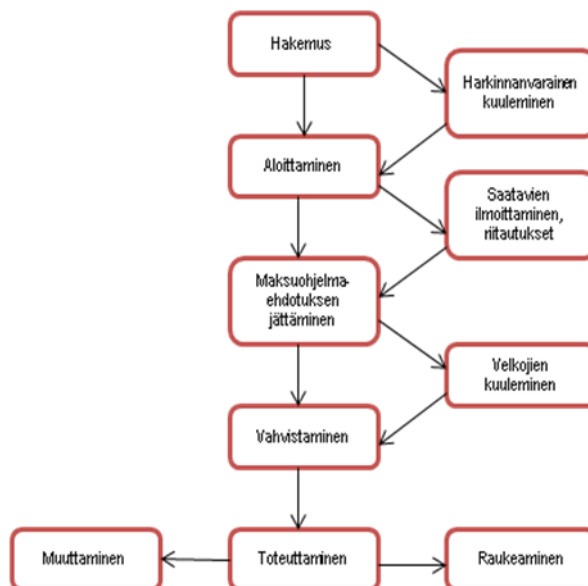 Hakemus
Harkinnanvarainen
kuuleminen
Aloittaminen
Saatavien
ilmoittaminen,
riitautukset
Maksuohjelma-
ehdotuksen
jättäminen
Velkojien
kuuleminen
Vahvistaminen
Muuttaminen
Toteuttaminen
Raukeaminen